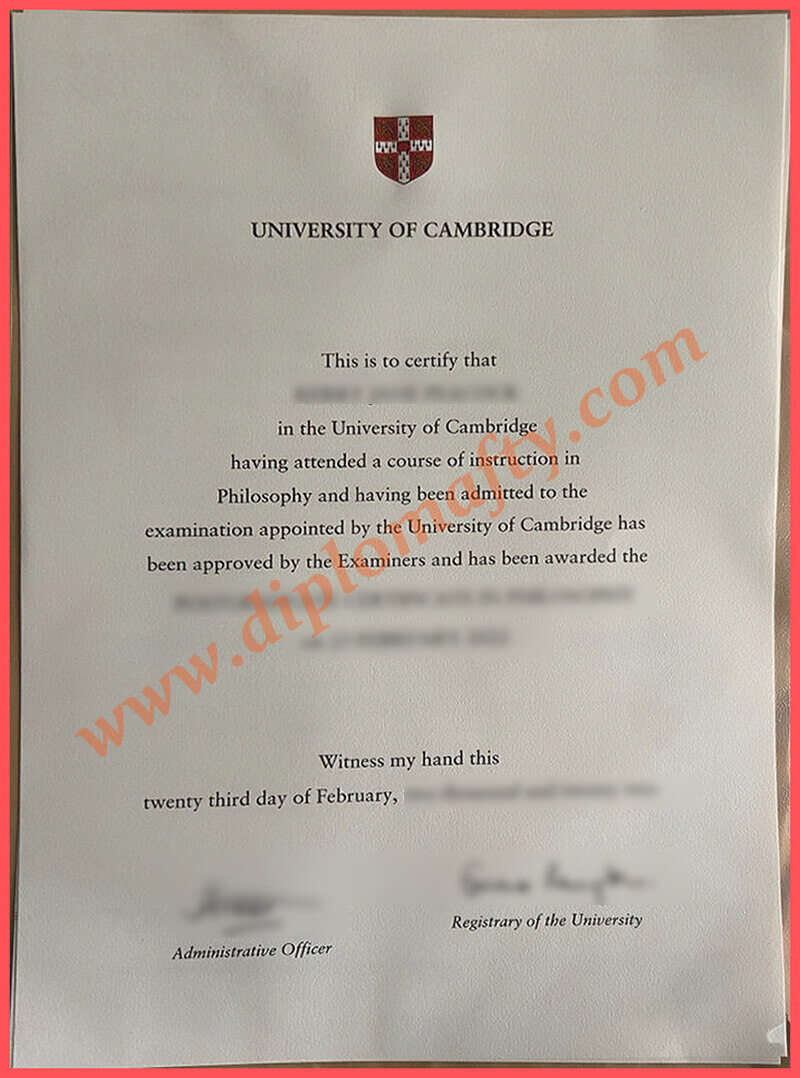 UNIVERSITY OF CAMBRIDGE
This is to certify that
in the University of Cambridge
having attended a course of instruction in
Philosophy and having been admitted to the
examination appointed by the University of Cambridge has
been approved by the Examiners and has been awarded the
www.diplomafty.com
Witness my hand this
twenty third day of February,
Administrative Officer
Registrary of the University